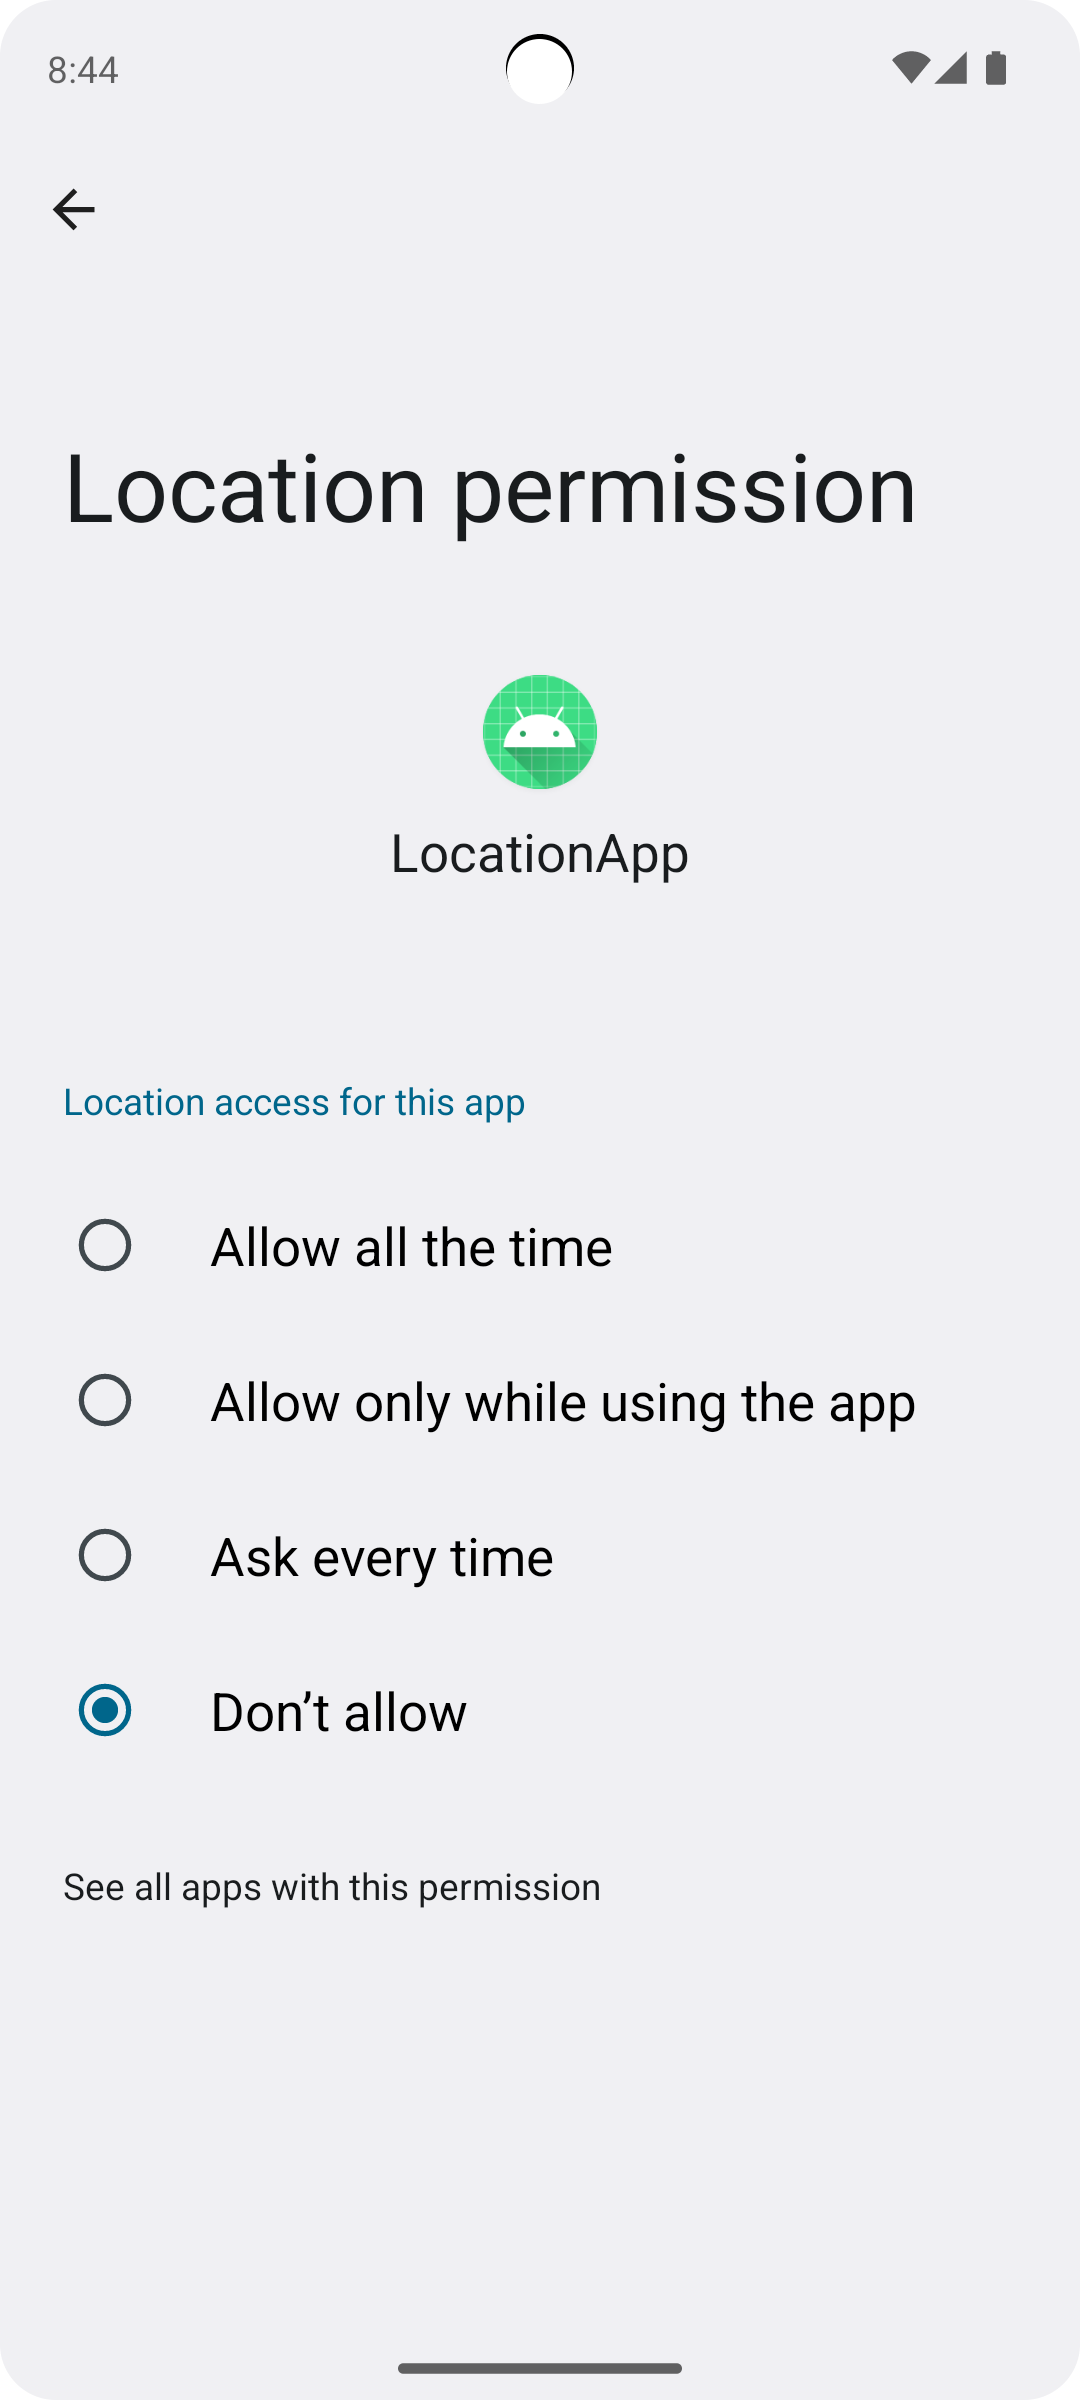 8:44
Location permission
LocationApp
Location access for this app
Allow all the time
Allow only while using the app
Ask every time
Don’t allow
See all apps with this permission